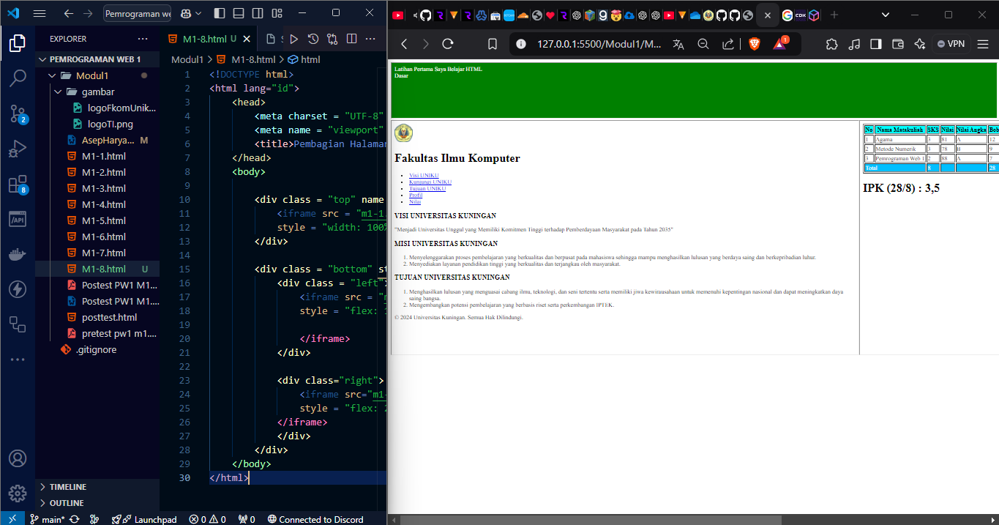 Pemrograman we
EXPLORER
PEMROGRAMAN WEB 1
Modul1
gambar
logoFkomUnik...
logoTI.png
AsepHarya... M
M1-1.html
M1-2.html
M1-3.html
M1-4.html
M1-5.html
M1-6.html
M1-7.html
M1-8.html U
Postest PW1 M1...
Postest PW1 M1...
posttest.html
pretest pw1 m1....
.gitignore
TIMELINE
OUTLINE
2
8
/API
M1-8.html U
Modul1 > M1-8.html > html
1 <!DOCTYPE html>
2 <html lang="id">
3 <head>
4 <meta charset = "UTF-8"
5 <meta name = "viewport"
6 <title>Pembagian Halaman
7 </head>
8 <body>
9
10 <div class = "top" name
11 <iframe src = "m1-1.
12 style = "width: 100%
13 </div>
14
15 <div class = "bottom" st
16 <div class = "left">
17 <iframe src = "m
18 style = "flex: 1
19
20 </iframe>
21 </div>
22
23 <div class="right">
24 <iframe src="m1-
25 style = "flex: 2
26 </iframe>
27 </div>
28 </div>
29 </body>
30 </html>
main* 
Launchpad
0 0
0
Connected to Discord
127.0.0.1:5500/Modul1/M...
1
VPN
CDK
Latihan Pertama Saya Belajar HTML
Dasar
Fakultas Ilmu Komputer
Visi UNIKU
Kunjungi UNIKU
Tujuan UNIKU
Profil
Nilai
VISI UNIVERSITAS KUNINGAN
"Menjadi Universitas Unggul yang Memiliki Komitmen Tinggi terhadap Pemberdayaan Masyarakat pada Tahun 2035"
MISI UNIVERSITAS KUNINGAN
1. Menyelenggarakan proses pembelajaran yang berkualitas dan berpusat pada mahasiswa sehingga mampu menghasilkan lulusan yang berdaya saing dan berkepribadian luhur.
2. Menyediakan layanan pendidikan tinggi yang berkualitas dan terjangkau oleh masyarakat.
TUJUAN UNIVERSITAS KUNINGAN
1. Menghasilkan lulusan yang menguasai cabang ilmu, teknologi, dan seni tertentu serta memiliki jiwa kewirausahaan untuk memenuhi kepentingan nasional dan dapat meningkatkan daya
saing bangsa.
2. Mengembangkan potensi pembelajaran yang berbasis riset serta perkembangan IPTEK.
© 2024 Universitas Kuningan. Semua Hak Dilindungi.
No Nama Matakuliah SKS Nilai Nilai Angka Bob
1 Agama 3 81 A 12
2 Metode Numerik 3 78 B 9
3 Pemrograman Web 1 2 88 A 7
Total 8 28
IPK (28/8) : 3,5